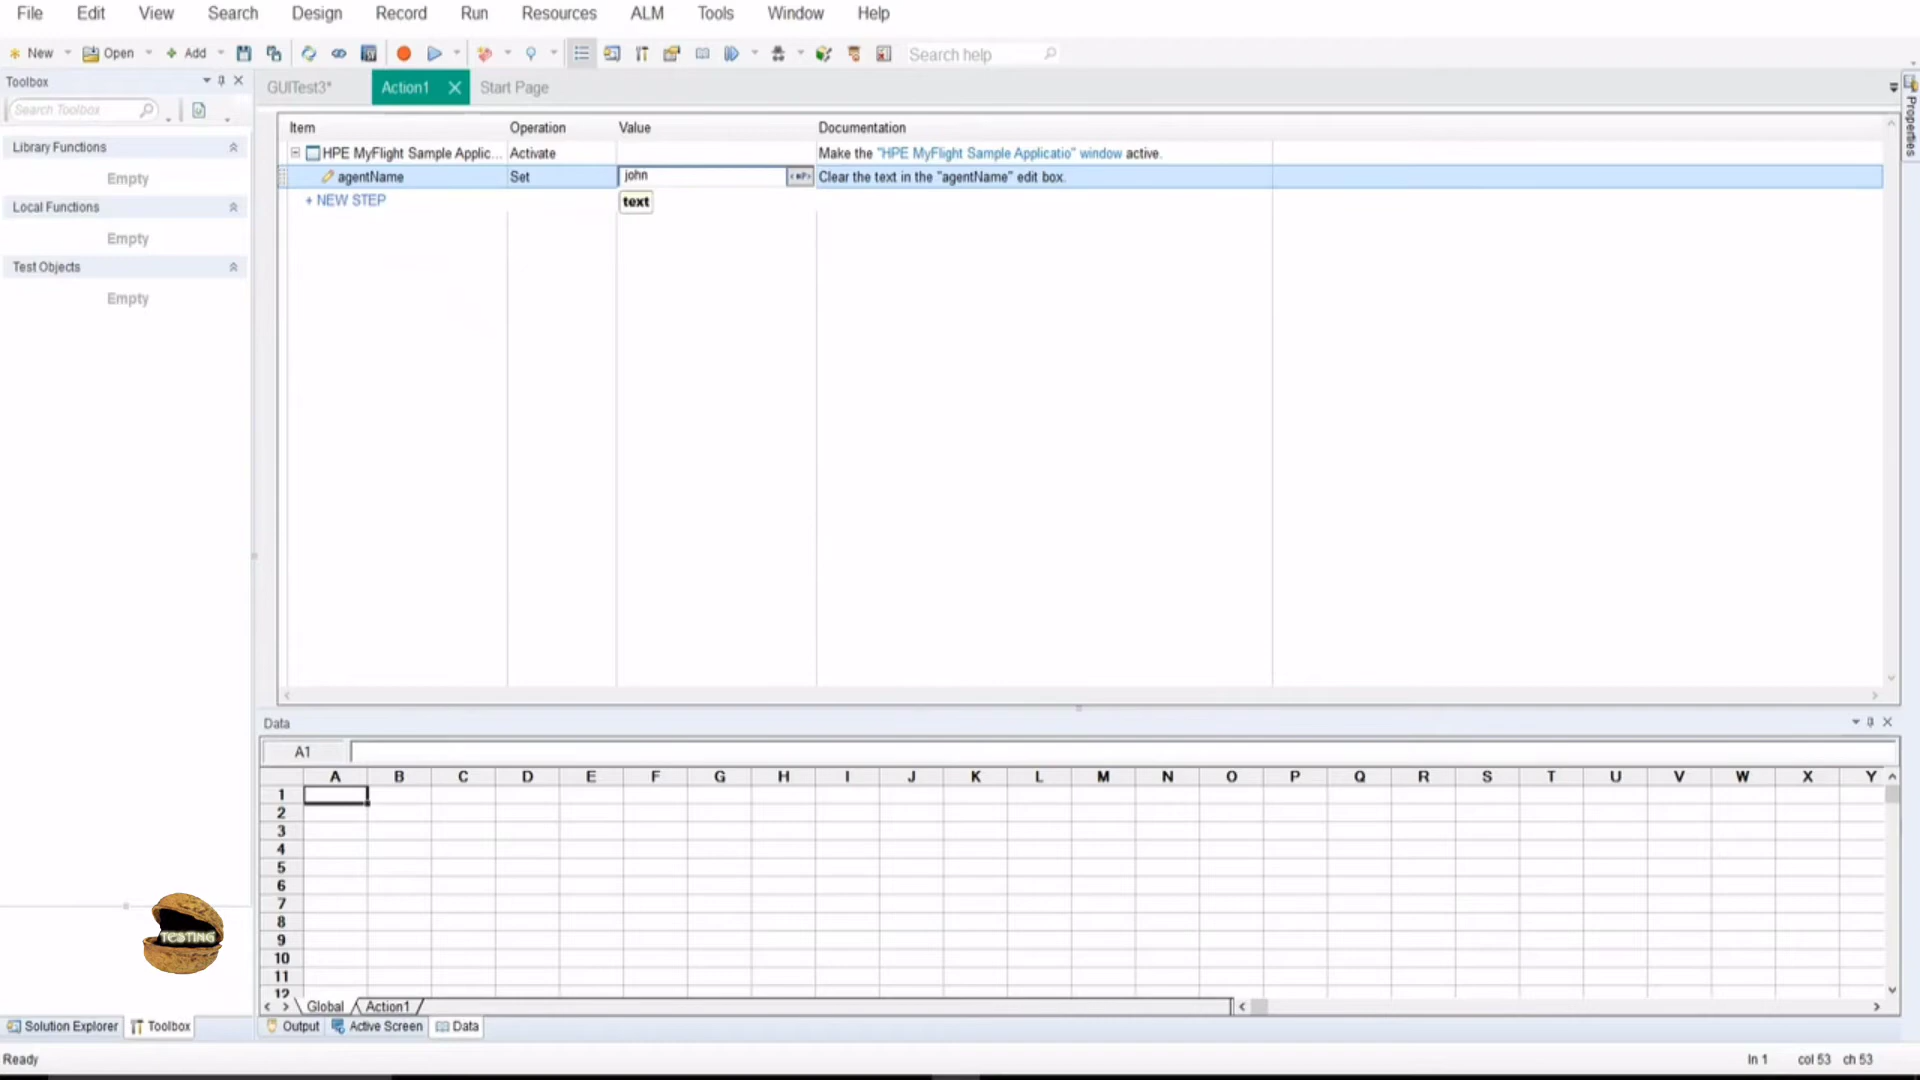 File Edit View Search Design Record Run Resources ALM Tools Window Help
New Open Add Search help
Toolbox
GUITest3* Action1 Start Page
Search Toolbox
Library Functions
Empty
Local Functions
Empty
Test Objects
Empty
Item Operation Value Documentation
HPE MyFlight Sample Applic... Activate Make the "HPE MyFlight Sample Applicatio" window active.
agentName Set john Clear the text in the "agentName" edit box.
+ NEW STEP text
Properties
Data
A1
A B C D E F G H I J K L M N O P Q R S T U V W X Y
1
2
3
4
5
6
7
8
9
10
11
12
TESTING
Global Action1
Solution Explorer Toolbox Output Active Screen Data
Ready ln 1 col 53 ch 53